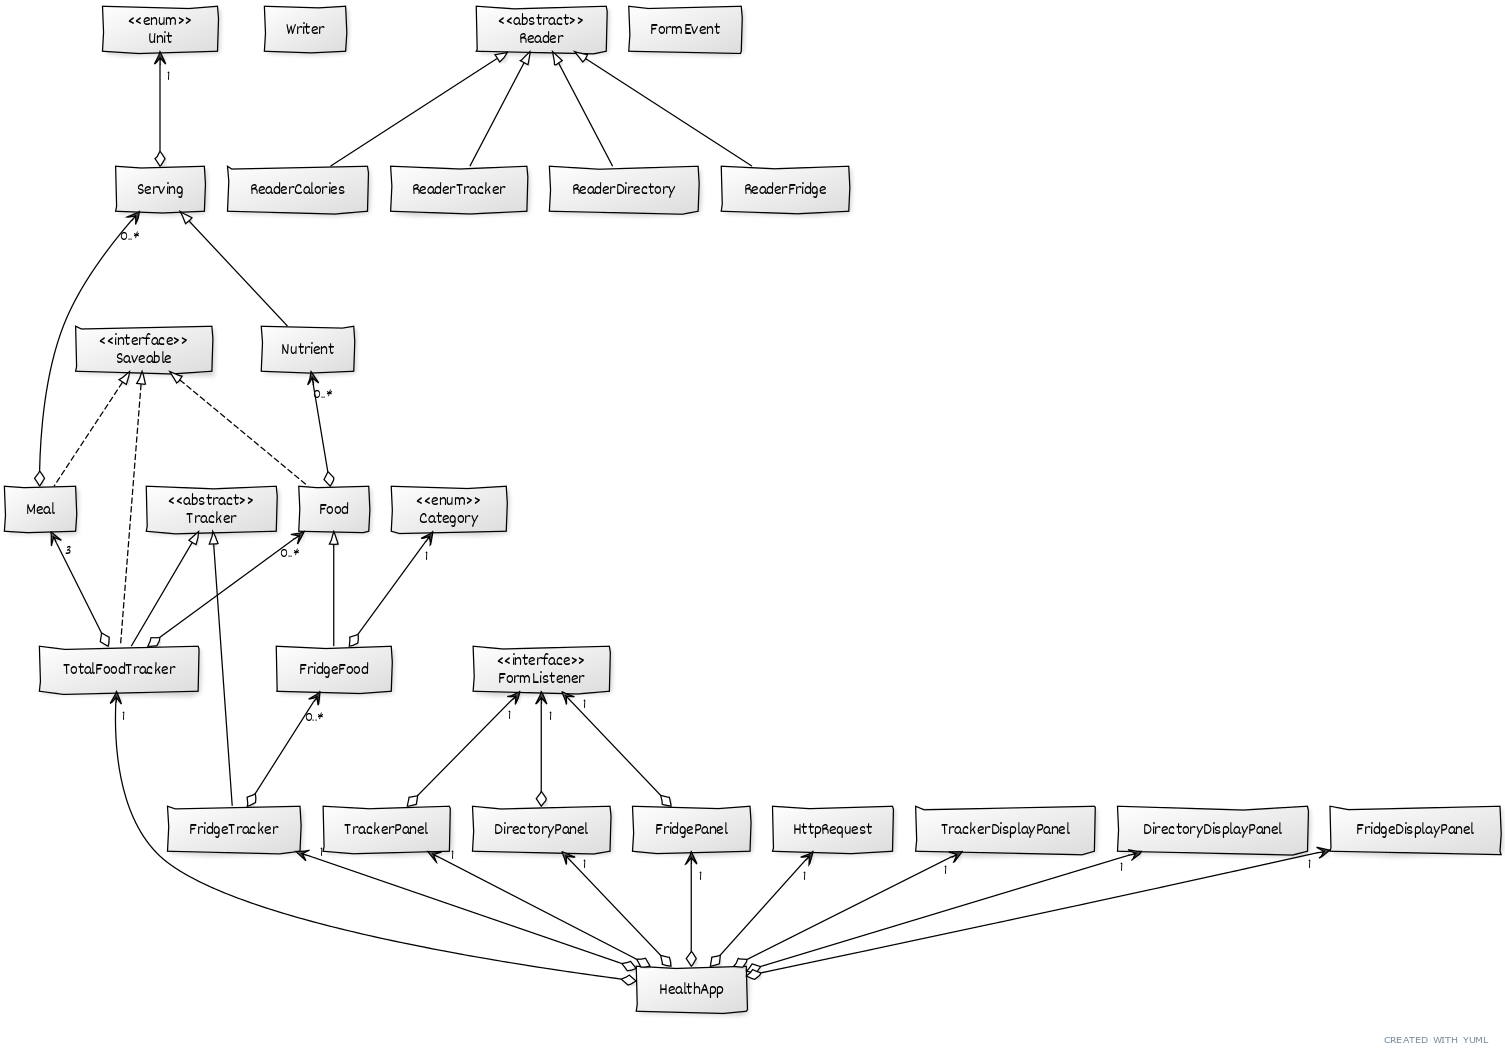 <<enum>>
Unit
Writer
<<abstract>>
Reader
FormEvent
1
Serving
ReaderCalories
ReaderTracker
ReaderDirectory
ReaderFridge
0..*
<<interface>>
Saveable
Nutrient
0..*
Meal
<<abstract>>
Tracker
Food
<<enum>>
Category
3
0..*
1
TotalFoodTracker
FridgeFood
<<interface>>
FormListener
1
0..*
1
1
1
FridgeTracker
TrackerPanel
DirectoryPanel
FridgePanel
HttpRequest
TrackerDisplayPanel
DirectoryDisplayPanel
FridgeDisplayPanel
1
1
1
1
1
1
1
1
HealthApp
CREATED WITH YUML